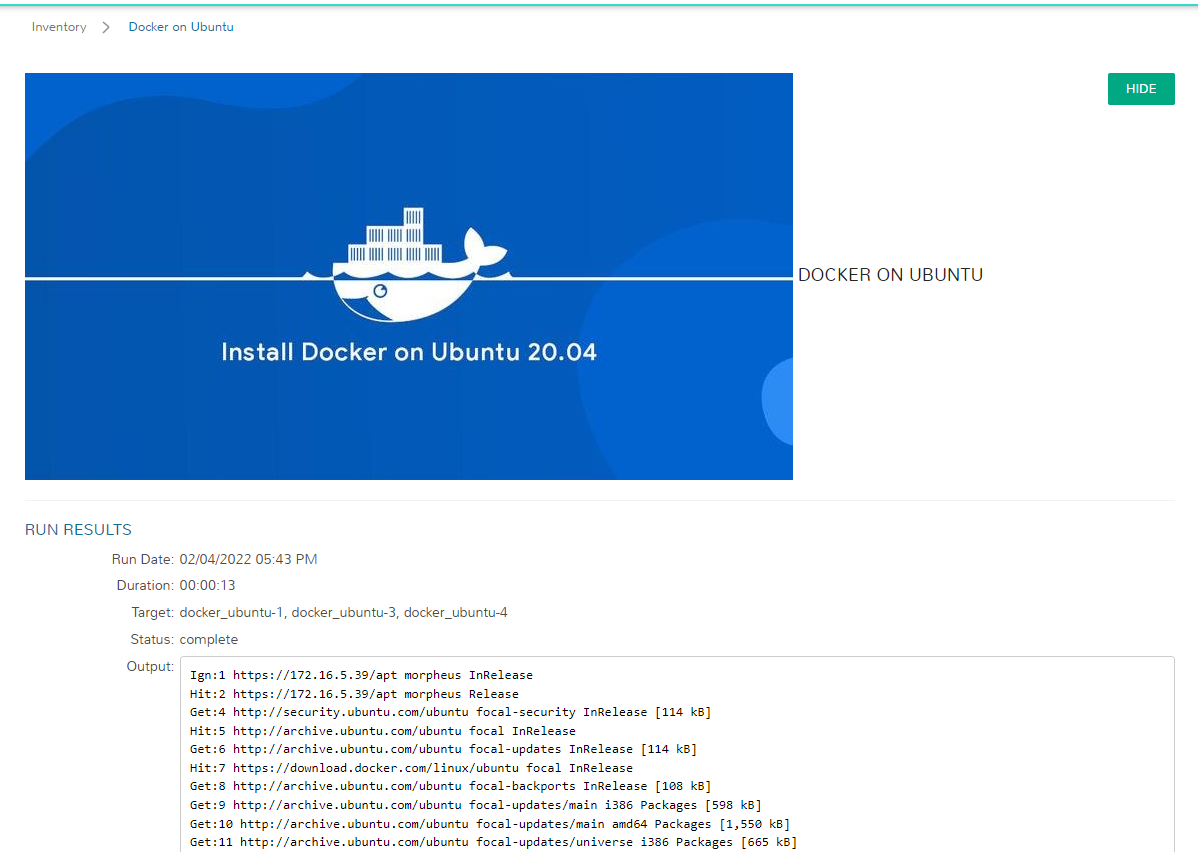 Inventory > Docker on Ubuntu
HIDE
Install Docker on Ubuntu 20.04
DOCKER ON UBUNTU
RUN RESULTS
Run Date: 02/04/2022 05:43 PM
Duration: 00:00:13
Target: docker_ubuntu-1, docker_ubuntu-3, docker_ubuntu-4
Status: complete
Output:
Ign:1 https://172.16.5.39/apt morpheus InRelease
Hit:2 https://172.16.5.39/apt morpheus Release
Get:4 http://security.ubuntu.com/ubuntu focal-security InRelease [114 kB]
Hit:5 http://archive.ubuntu.com/ubuntu focal InRelease
Get:6 http://archive.ubuntu.com/ubuntu focal-updates InRelease [114 kB]
Hit:7 https://download.docker.com/linux/ubuntu focal InRelease
Get:8 http://archive.ubuntu.com/ubuntu focal-backports InRelease [108 kB]
Get:9 http://archive.ubuntu.com/ubuntu focal-updates/main i386 Packages [598 kB]
Get:10 http://archive.ubuntu.com/ubuntu focal-updates/main amd64 Packages [1,550 kB]
Get:11 http://archive.ubuntu.com/ubuntu focal-updates/universe i386 Packages [665 kB]